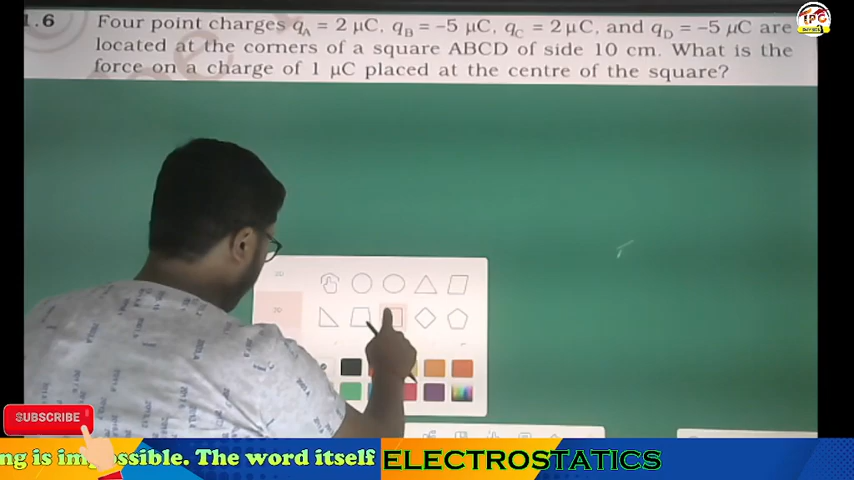 1.6 Four point charges qA = 2 μC, qB = –5 μC, qC = 2 μC, and qD = –5 μC are
located at the corners of a square ABCD of side 10 cm. What is the
force on a charge of 1 μC placed at the centre of the square?
2D
SUBSCRIBE
ng is impossible. The word itself
ELECTROSTATICS